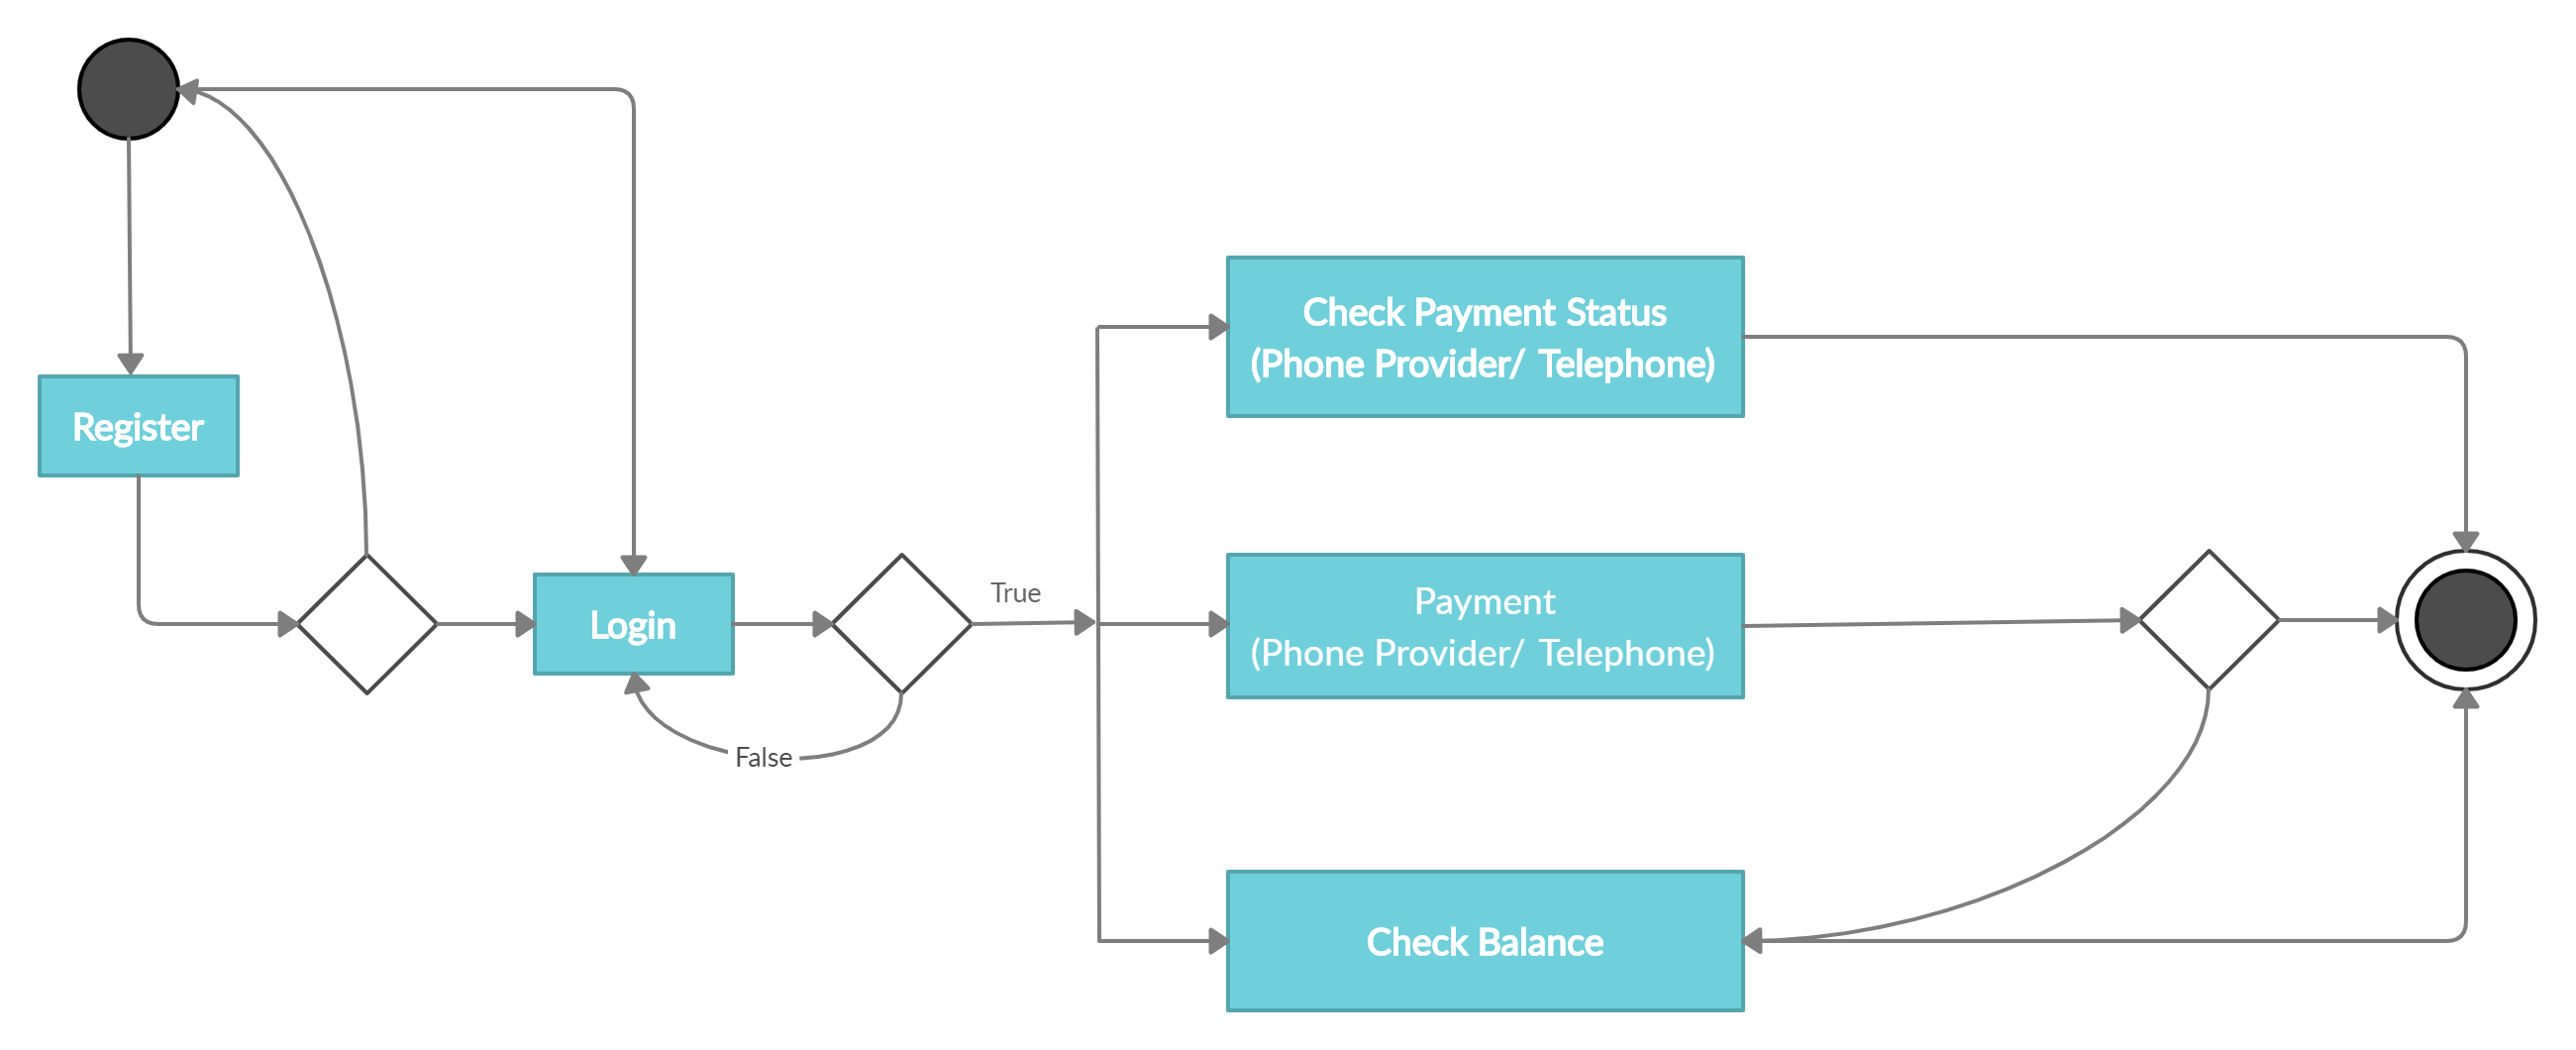 Register
Login
True
False
Check Payment Status
(Phone Provider/ Telephone)
Payment
(Phone Provider/ Telephone)
Check Balance